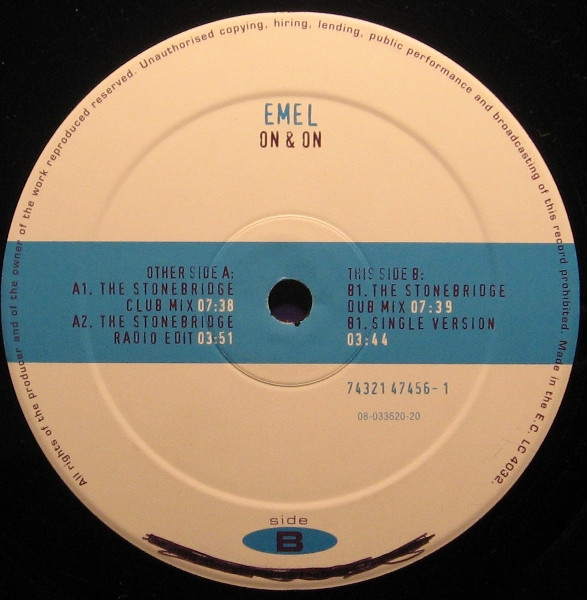 All rights of the producer and of the owner of the work reproduced reserved. Unauthorised copying, hiring, lending, public performance and broadcasting of this record prohibited. Made in the E.C. LC 4032.
EMEL
ON & ON
OTHER SIDE A:
A1. THE STONEBRIDGE
CLUB MIX 07:38
A2. THE STONEBRIDGE
RADIO EDIT 03:51
THIS SIDE B:
B1. THE STONEBRIDGE
DUB MIX 07:39
B1. SINGLE VERSION
03:44
74321 47456-1
08-033620-20
side
B